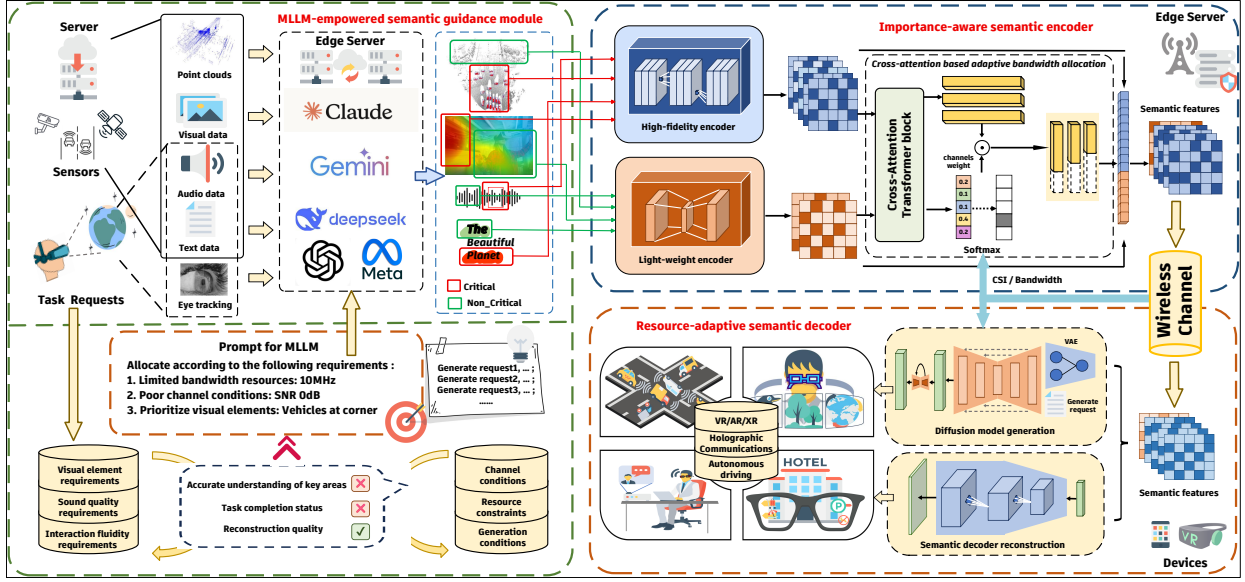 MLLM-empowered semantic guidance module
Server
Point clouds
Visual data
Sensors
Audio data
Text data
Eye tracking
Task Requests
Edge Server
Claude
Gemini
deepseek
Meta
The
Beautiful
Planet
Critical
Non_Critical
Prompt for MLLM
Allocate according to the following requirements :
1. Limited bandwidth resources: 10MHz
2. Poor channel conditions: SNR 0dB
3. Prioritize visual elements: Vehicles at corner
Generate request1, ... ;
Generate request2, ... ;
Generate request3, ... ;
......
Visual element
requirements
Sound quality
requirements
Interaction fluidity
requirements
Accurate understanding of key areas
Task completion status
Reconstruction quality
Channel
conditions
Resource
constraints
Generation
conditions
Importance-aware semantic encoder
Edge Server
High-fidelity encoder
Light-weight encoder
Cross-attention based adaptive bandwidth allocation
Cross-Attention
Transformer block
channels
weight
0.2
0.1
0.1
0.4
0.2
Softmax
Semantic features
CSI / Bandwidth
Wireless
Channel
Resource-adaptive semantic decoder
VR/AR/XR
Holographic
Communications
Autonomous
driving
HOTEL
P
VAE
Generate
request
Diffusion model generation
Semantic decoder reconstruction
Semantic features
VR
Devices